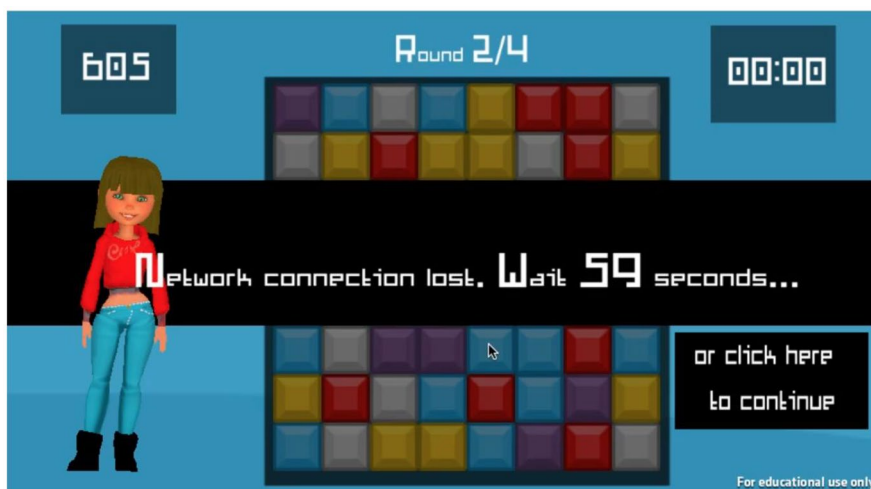 605
Round 2/4
00:00
Network connection lost. Wait 59 seconds...
or click here
to continue
For educational use only